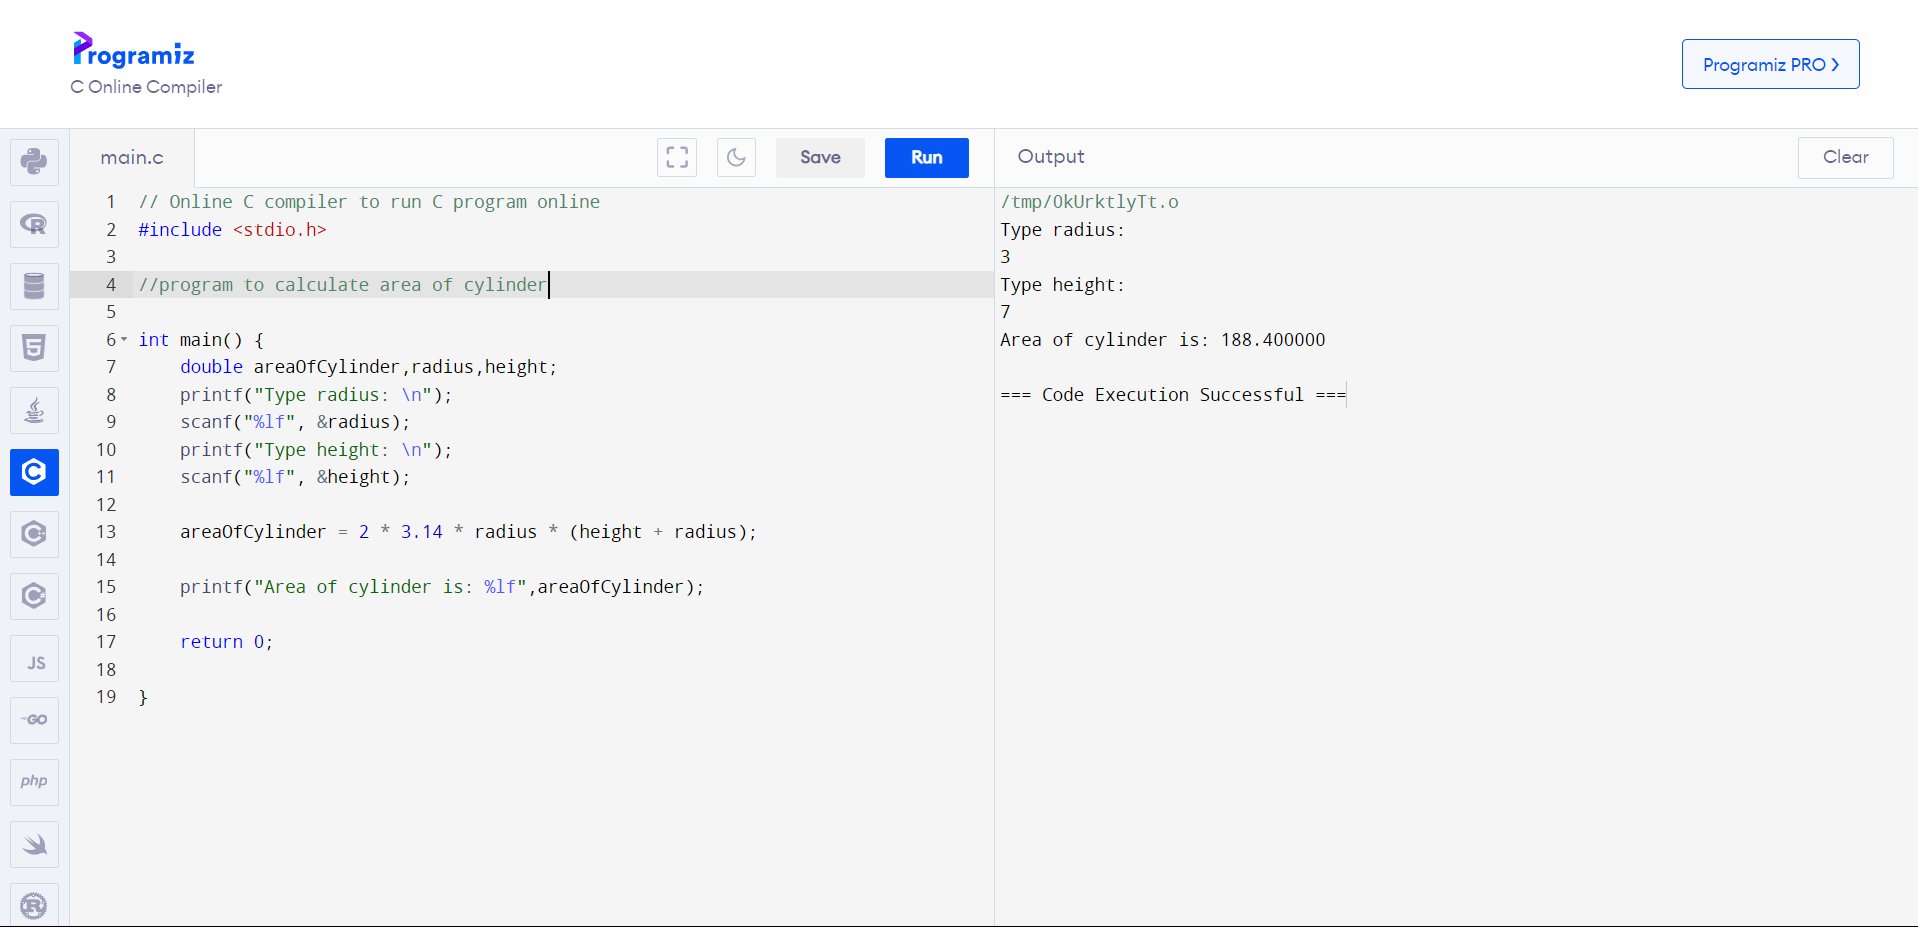 Programiz
C Online Compiler
Programiz PRO
main.c
Save
Run
Output
Clear
1 // Online C compiler to run C program online
2 #include <stdio.h>
3
4 //program to calculate area of cylinder
5
6 int main() {
7 double areaOfCylinder,radius,height;
8 printf("Type radius: \n");
9 scanf("%lf", &radius);
10 printf("Type height: \n");
11 scanf("%lf", &height);
12
13 areaOfCylinder = 2 * 3.14 * radius * (height + radius);
14
15 printf("Area of cylinder is: %lf",areaOfCylinder);
16
17 return 0;
18
19 }
/tmp/0kUrktlyTt.o
Type radius:
3
Type height:
7
Area of cylinder is: 188.400000
=== Code Execution Successful ===
R
5
C
C
C
JS
GO
php
R